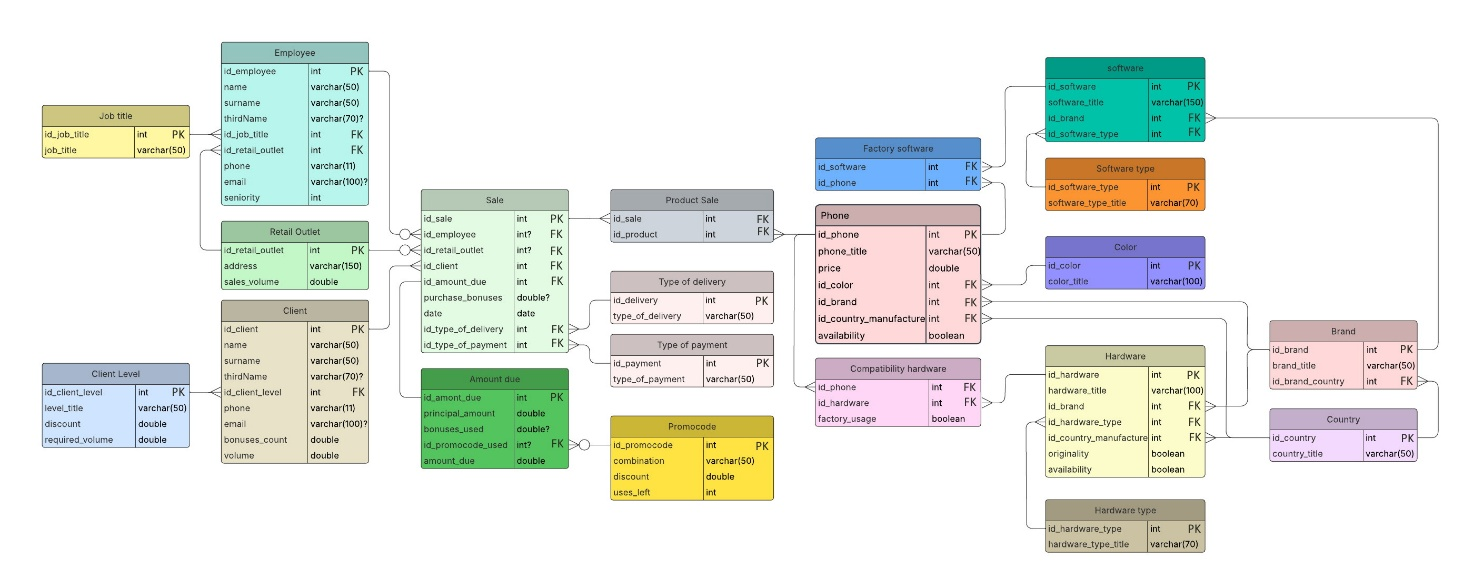 Employee
id_employee int PK
name varchar(50)
surname varchar(50)
thirdName varchar(70)?
id_job_title int FK
id_retail_outlet int FK
phone varchar(11)
email varchar(100)?
seniority int
Job title
id_job_title int PK
job_title varchar(50)
Retail Outlet
id_retail_outlet int PK
address varchar(150)
sales_volume double
Client
id_client int PK
name varchar(50)
surname varchar(50)
thirdName varchar(70)?
id_client_level int FK
phone varchar(11)
email varchar(100)?
bonuses_count double
volume double
Client Level
id_client_level int PK
level_title varchar(50)
discount double
required_volume double
Sale
id_sale int PK
id_employee int? FK
id_retail_outlet int? FK
id_client int FK
id_amount_due int FK
purchase_bonuses double?
date date
id_type_of_delivery int FK
id_type_of_payment int FK
Amount due
id_amont_due int PK
principal_amount double
bonuses_used double?
id_promocode_used int? FK
amount_due double
Product Sale
id_sale int FK
id_product int FK
Type of delivery
id_delivery int PK
type_of_delivery varchar(50)
Type of payment
id_payment int PK
type_of_payment varchar(50)
Promocode
id_promocode int PK
combination varchar(50)
discount double
uses_left int
Factory software
id_software int FK
id_phone int FK
Phone
id_phone int PK
phone_title varchar(50)
price double
id_color int FK
id_brand int FK
id_country_manufacture int FK
availability boolean
Compatibility hardware
id_phone int FK
id_hardware int FK
factory_usage boolean
software
id_software int PK
software_title varchar(150)
id_brand int FK
id_software_type int FK
Software type
id_software_type int PK
software_type_title varchar(70)
Color
id_color int PK
color_title varchar(100)
Hardware
id_hardware int PK
hardware_title varchar(100)
id_brand int FK
id_hardware_type int FK
id_country_manufacture int FK
originality boolean
availability boolean
Hardware type
id_hardware_type int PK
hardware_type_title varchar(70)
Brand
id_brand int PK
brand_title varchar(50)
id_brand_country int FK
Country
id_country int PK
country_title varchar(50)